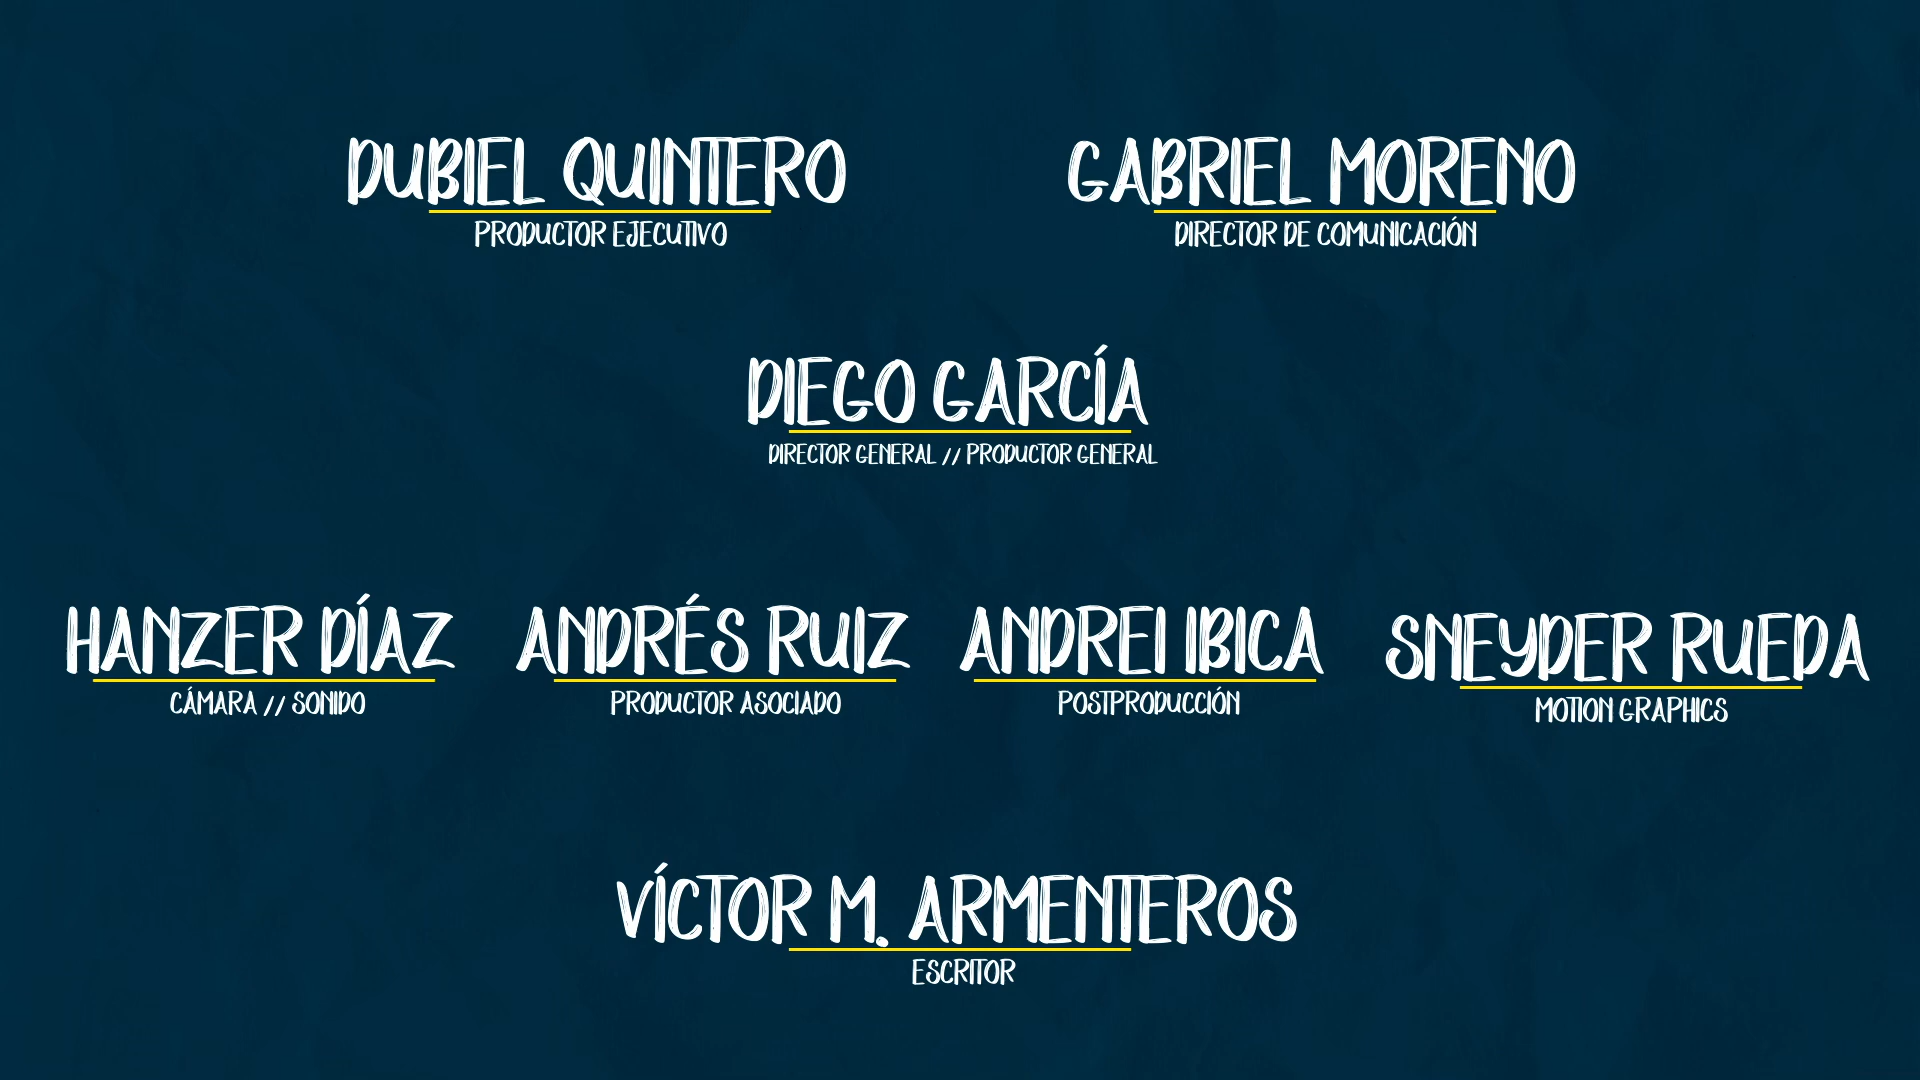 DUBIEL QUINTERO
PRODUCTOR EJECUTIVO
GABRIEL MORENO
DIRECTOR DE COMUNICACIÓN
DIEGO GARCÍA
DIRECTOR GENERAL // PRODUCTOR GENERAL
HANZER DÍAZ
CÁMARA // SONIDO
ANDRÉS RUIZ
PRODUCTOR ASOCIADO
ANDREI IBICA
POSTPRODUCCIÓN
SNEYDER RUEDA
MOTION GRAPHICS
VÍCTOR M. ARMENTEROS
ESCRITOR